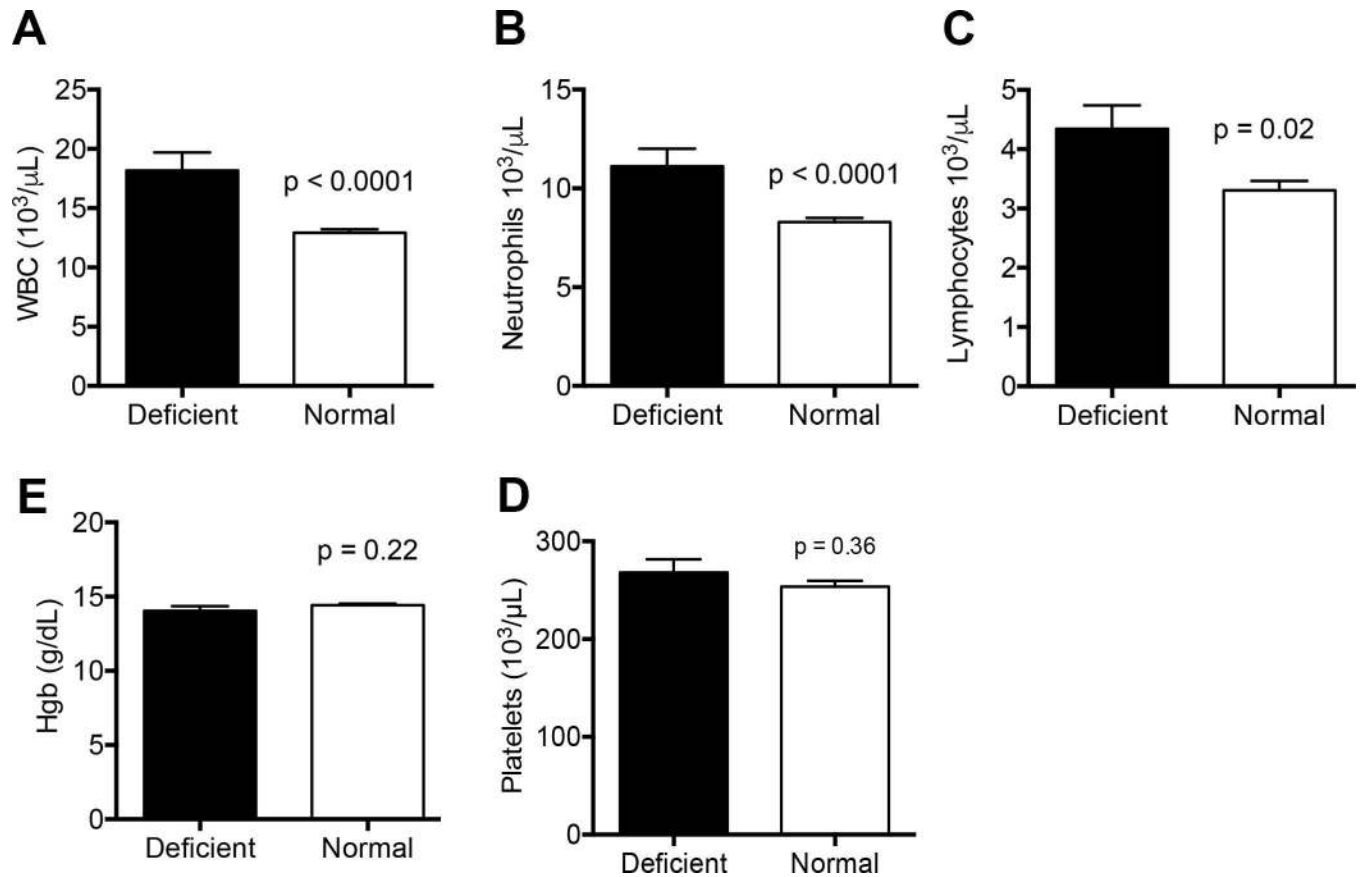 A
WBC (10³/μL)
25
20
15
10
5
0
p < 0.0001
Deficient Normal
B
Neutrophils 10³/μL
15
10
5
0
p < 0.0001
Deficient Normal
C
Lymphocytes 10³/μL
5
4
3
2
1
0
p = 0.02
Deficient Normal
E
Hgb (g/dL)
20
15
10
5
0
p = 0.22
Deficient Normal
D
Platelets (10³/μL)
300
200
100
0
p = 0.36
Deficient Normal